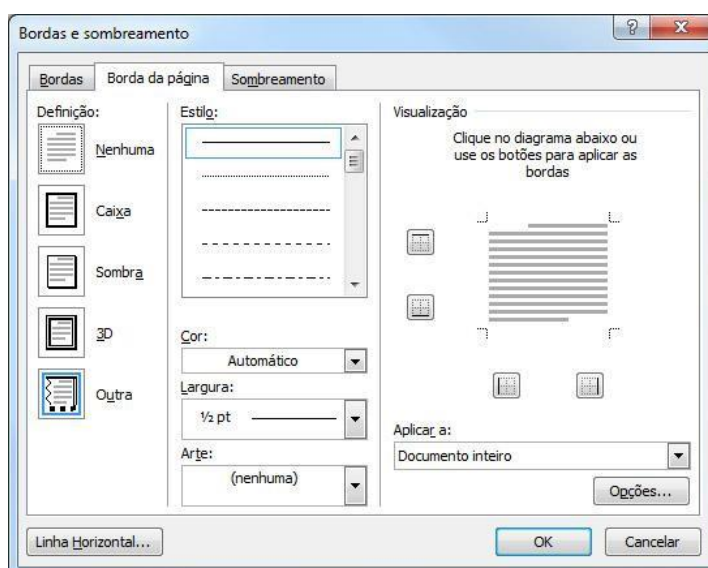 Bordas e sombreamento
Bordas
Borda da página
Sombreamento
Definição:
Nenhuma
Caixa
Sombra
3D
Outra
Estilo:
Cor:
Automático
Largura:
½ pt
Arte:
(nenhuma)
Visualização
Clique no diagrama abaixo ou
use os botões para aplicar as
bordas
Aplicar a:
Documento inteiro
Opções...
Linha Horizontal...
OK
Cancelar